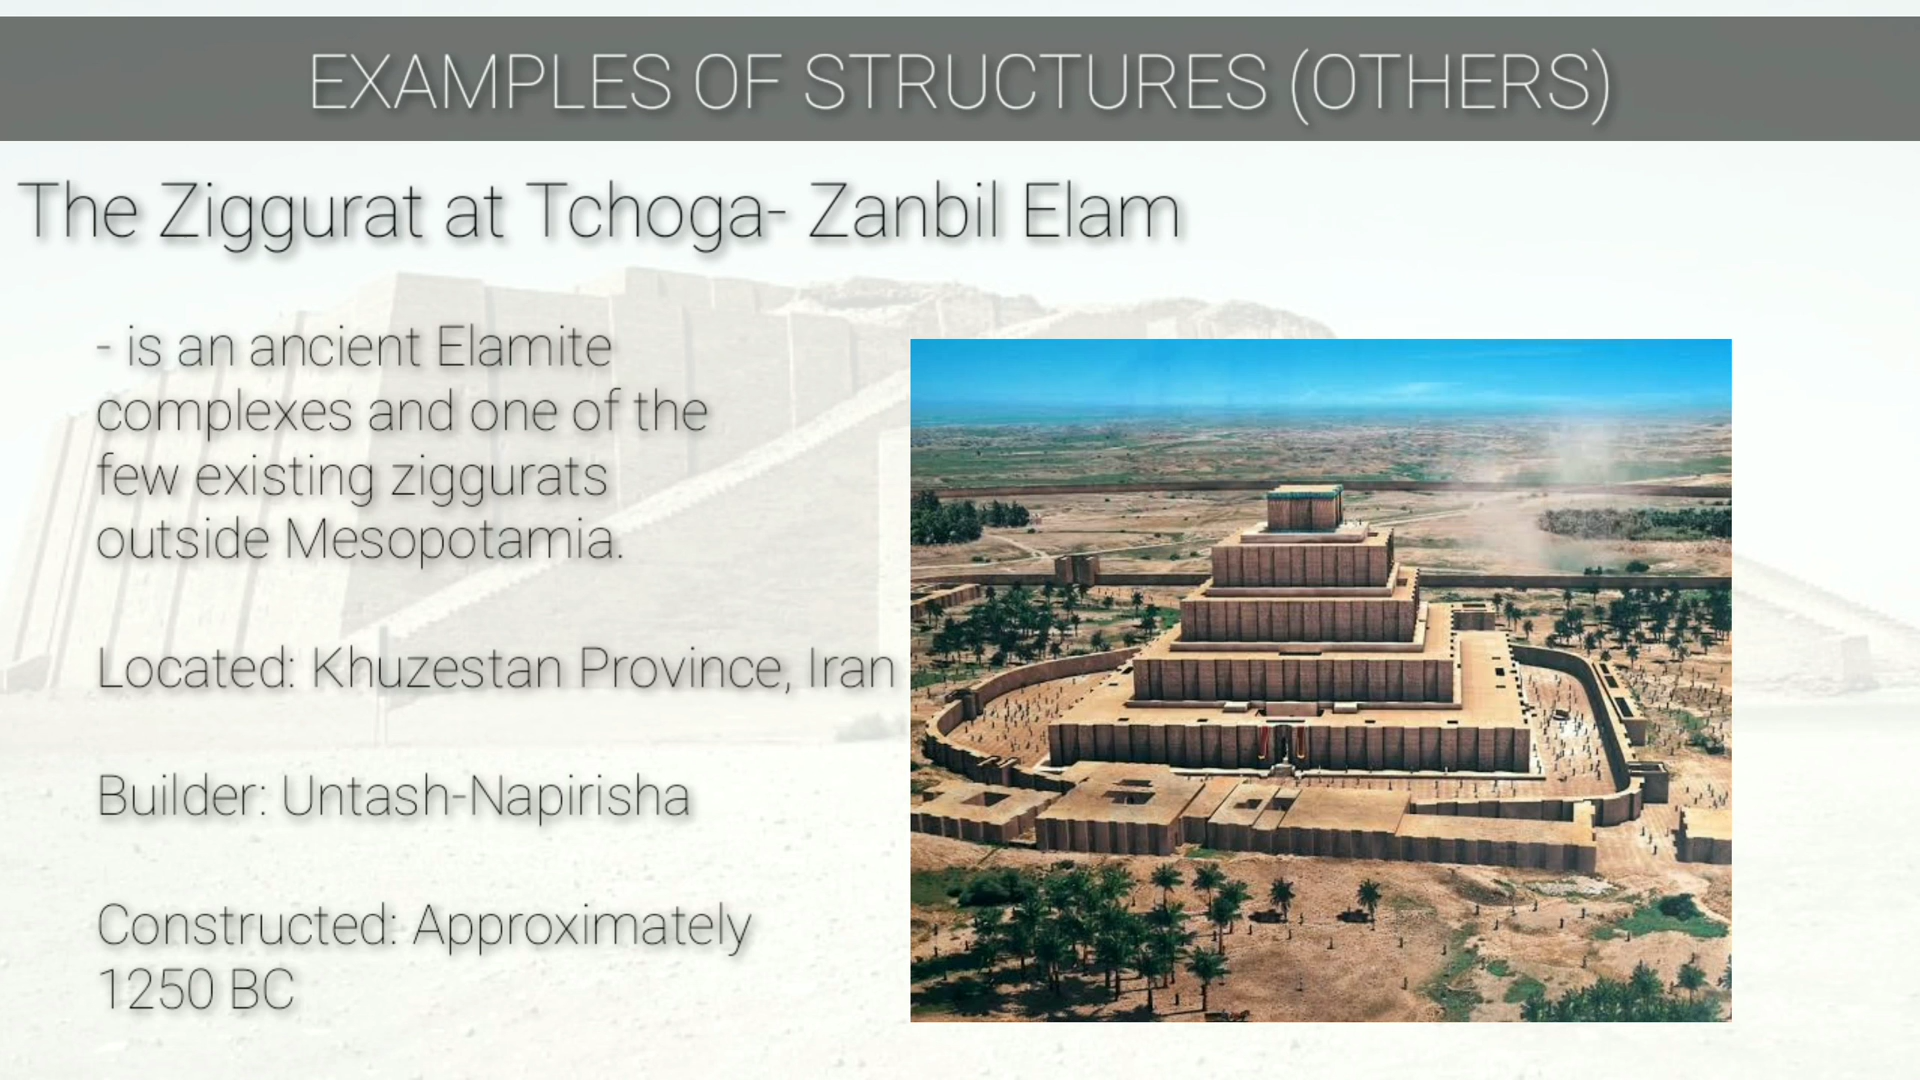 EXAMPLES OF STRUCTURES (OTHERS)
The Ziggurat at Tchoga- Zanbil Elam
- is an ancient Elamite
complexes and one of the
few existing ziggurats
outside Mesopotamia.
Located: Khuzestan Province, Iran
Builder: Untash-Napirisha
Constructed: Approximately
1250 BC